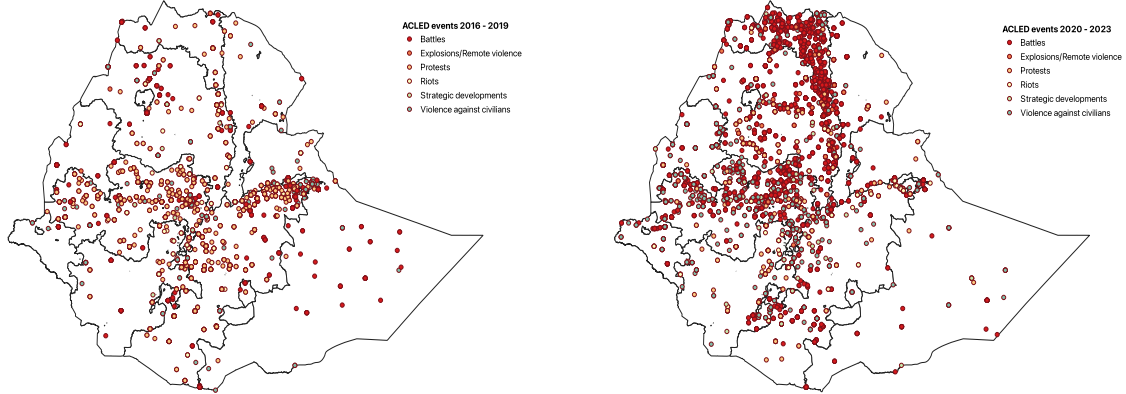 ACLED events 2016 - 2019
Battles
Explosions/Remote violence
Protests
Riots
Strategic developments
Violence against civilians
ACLED events 2020 - 2023
Battles
Explosions/Remote violence
Protests
Riots
Strategic developments
Violence against civilians